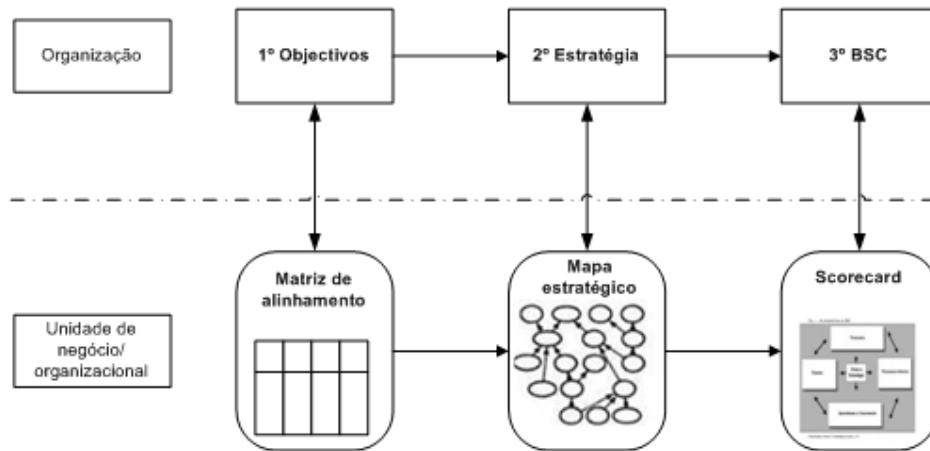 Organização
1º Objectivos
2º Estratégia
3º BSC
Matriz de
alinhamento
Mapa
estratégico
Scorecard
Unidade de
negócio/
organizacional